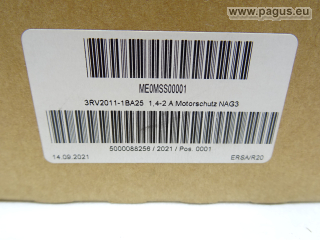 www.pagus.eu
ME0MSS00001
3RV2011-1BA25 1,4-2 A Motorschutz NAG3
5000088256 / 2021 / Pos. 0001
14.09.2021 ERSA/R20